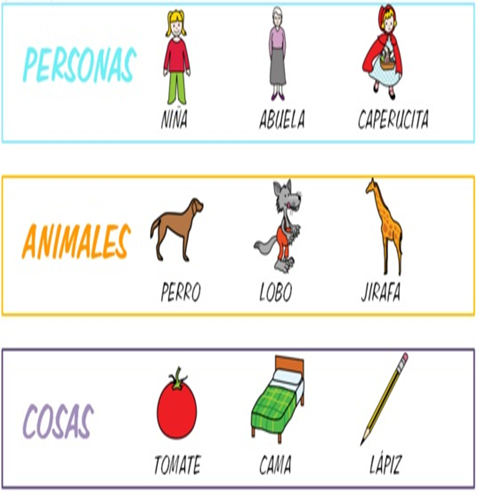 PERSONAS
NIÑA ABUELA CAPERUCITA
ANIMALES
PERRO LOBO JIRAFA
COSAS
TOMATE CAMA LÁPIZ